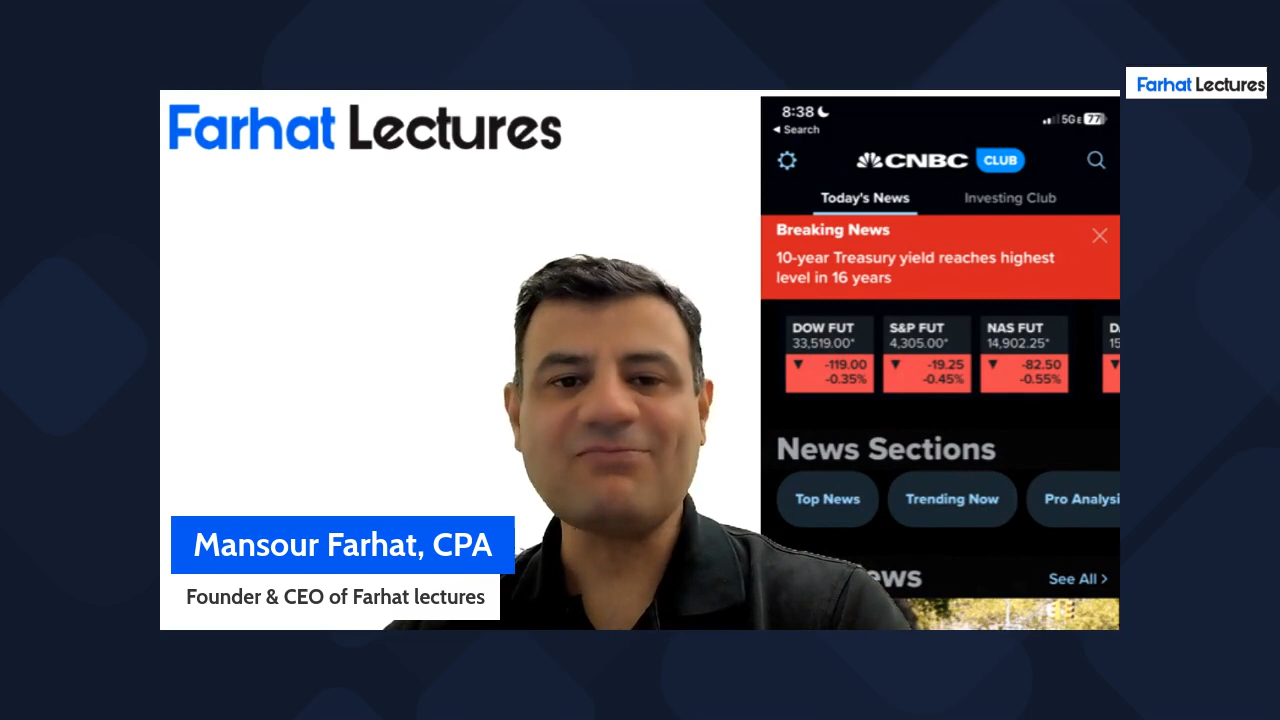 Farhat Lectures
Farhat Lectures
8:38
5GE 77
◀ Search
CNBC CLUB
Today's News
Investing Club
Breaking News
10-year Treasury yield reaches highest
level in 16 years
DOW FUT
33,519.00*
▼ -119.00
-0.35%
S&P FUT
4,305.00*
▼ -19.25
-0.45%
NAS FUT
14,902.25*
▼ -82.50
-0.55%
15
▼
News Sections
Top News
Trending Now
Pro Analysi
ews
See All >
Mansour Farhat, CPA
Founder & CEO of Farhat lectures